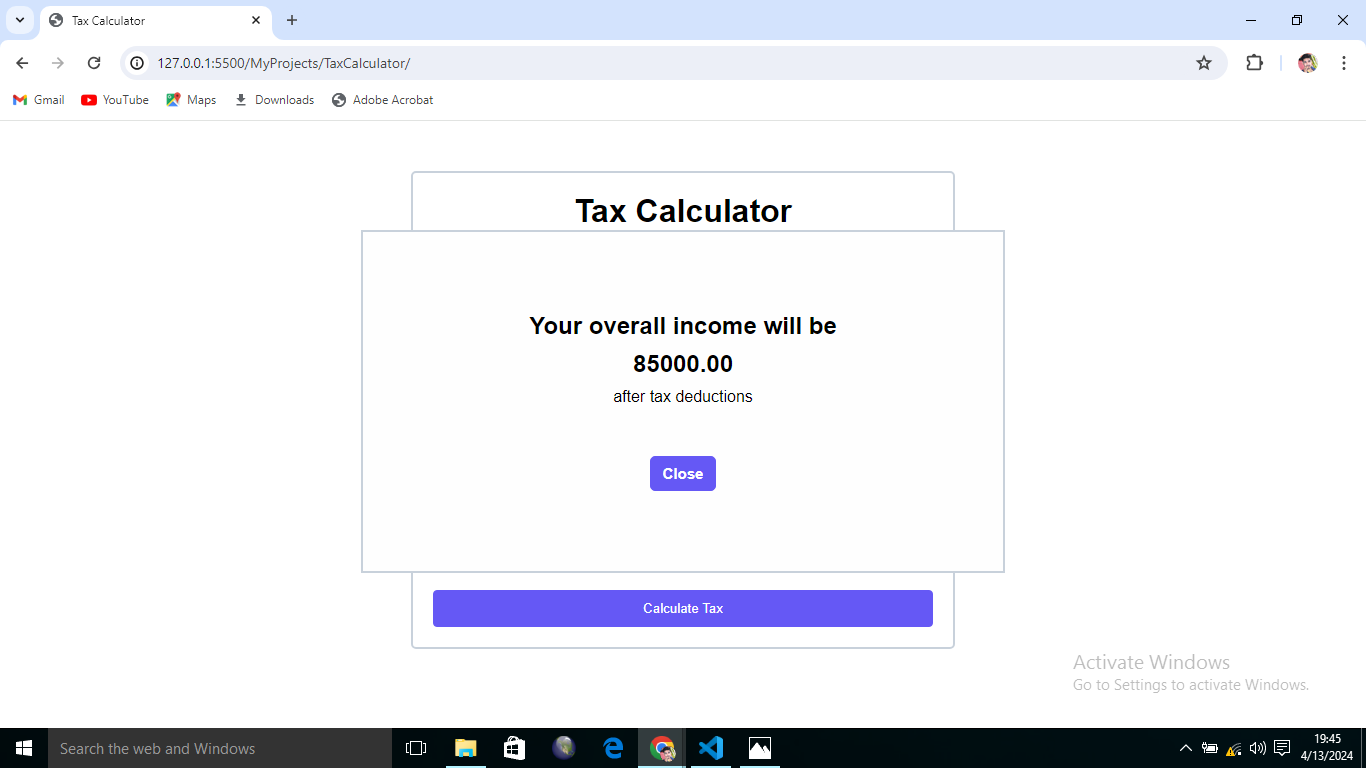 Tax Calculator
127.0.0.1:5500/MyProjects/TaxCalculator/
Gmail YouTube Maps Downloads Adobe Acrobat
Tax Calculator
Your overall income will be
85000.00
after tax deductions
Close
Calculate Tax
Activate Windows
Go to Settings to activate Windows.
Search the web and Windows
19:45
4/13/2024